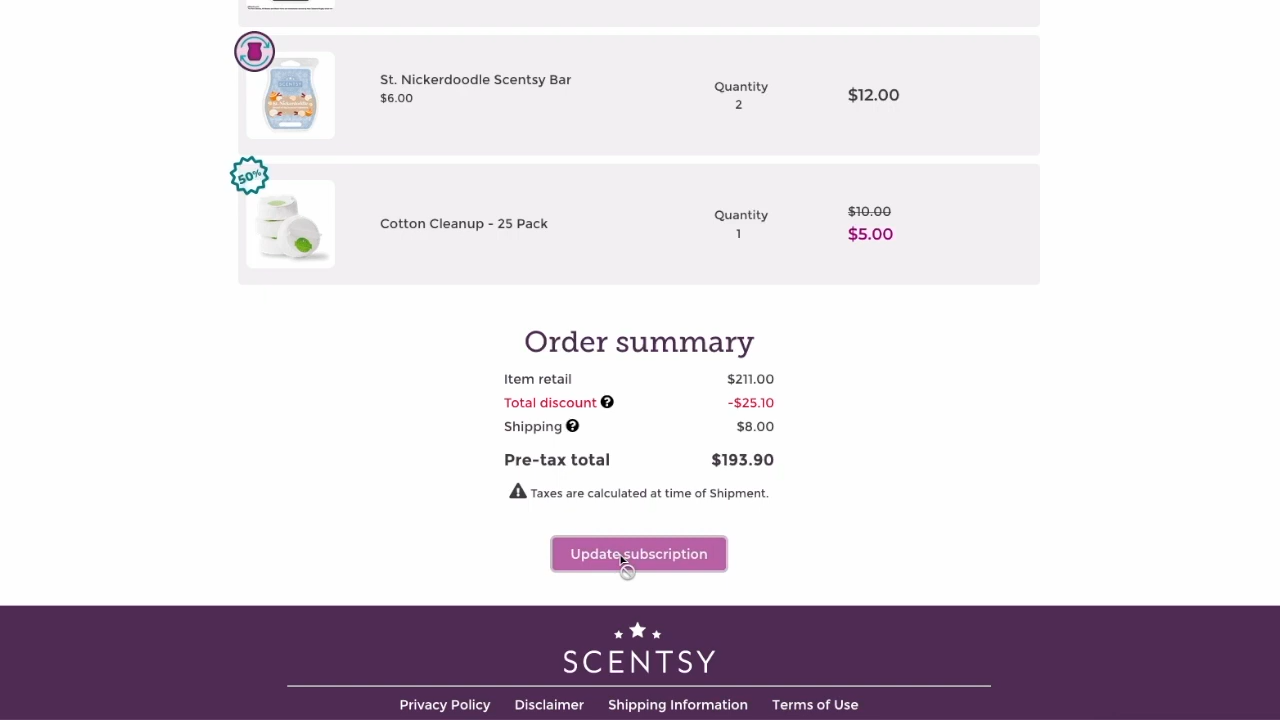 St. Nickerdoodle Scentsy Bar
$6.00
Quantity
2
$12.00
SCENTSY
St. Nickerdoodle
50%
Cotton Cleanup - 25 Pack
Quantity
1
$10.00
$5.00
Order summary
Item retail $211.00
Total discount ? -$25.10
Shipping ? $8.00
Pre-tax total $193.90
Taxes are calculated at time of Shipment.
Update subscription
SCENTSY
Privacy Policy Disclaimer Shipping Information Terms of Use